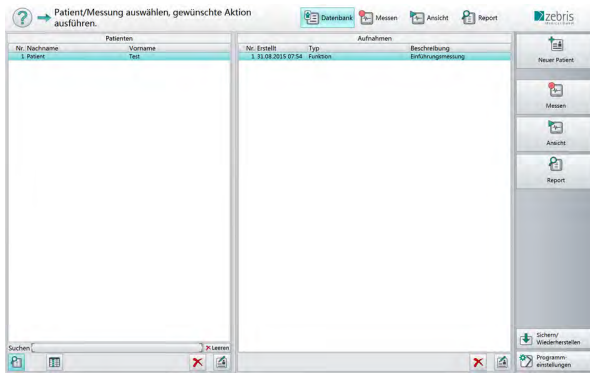 ? Patient/Messung auswählen, gewünschte Aktion
ausführen.
Datenbank Messen Ansicht Report
zebris
Patienten
Nr. Nachname Vorname
1 Patient Test
Aufnahmen
Nr. Erstellt Typ Beschreibung
1 31.08.2015 07:54 Funktion Einführungsmessung
Neuer Patient
Messen
Ansicht
Report
Suchen Leeren
Sichern/
Wiederherstellen
Programm-
einstellungen